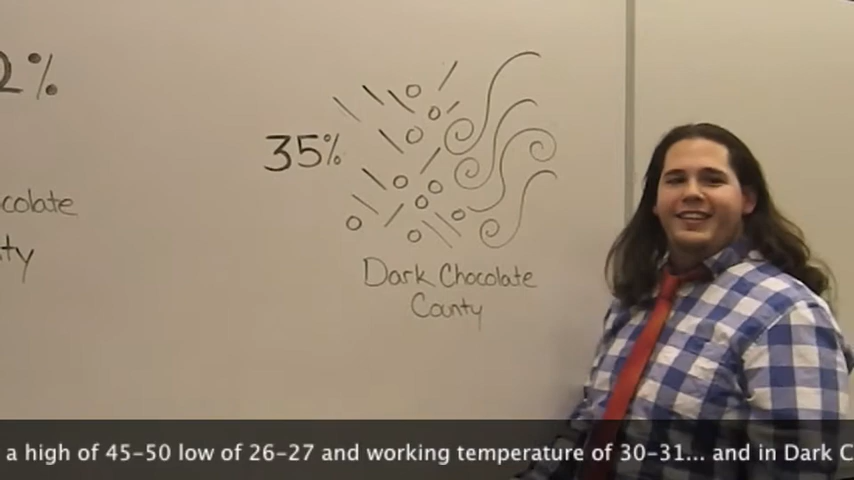 2%
colate
ty
35%
Dark Chocolate
County
a high of 45-50 low of 26-27 and working temperature of 30-31... and in Dark C